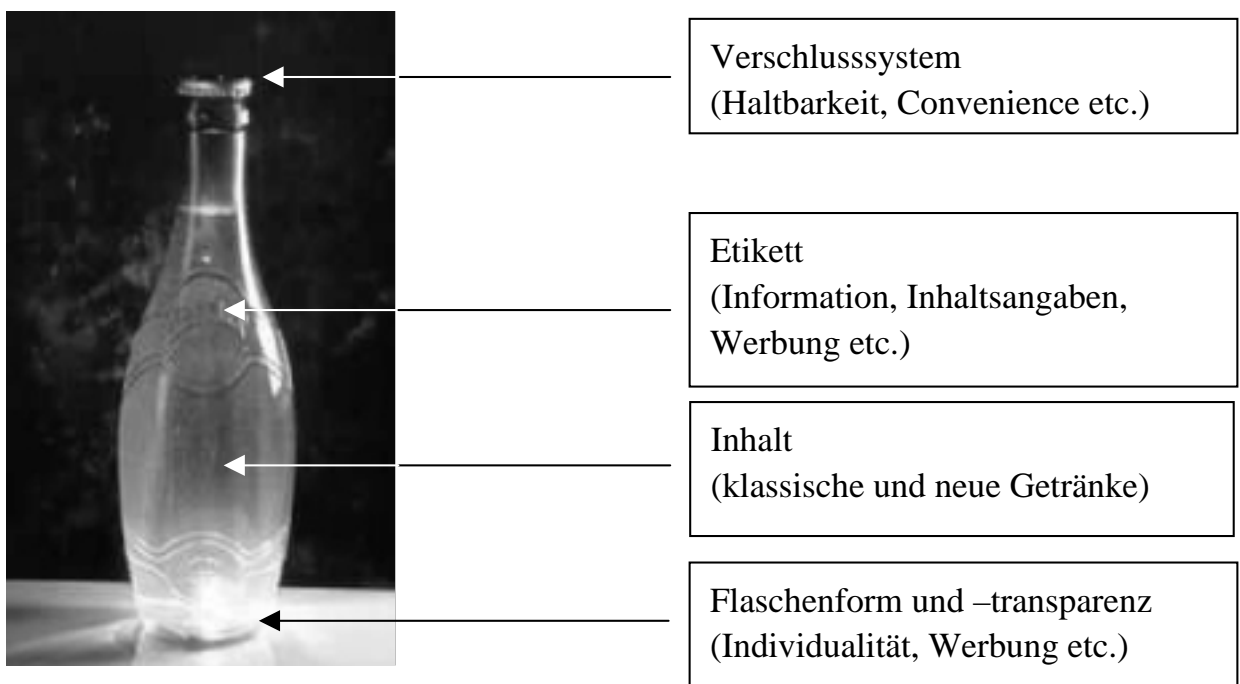 Verschlusssystem
(Haltbarkeit, Convenience etc.)
Etikett
(Information, Inhaltsangaben,
Werbung etc.)
Inhalt
(klassische und neue Getränke)
Flaschenform und –transparenz
(Individualität, Werbung etc.)